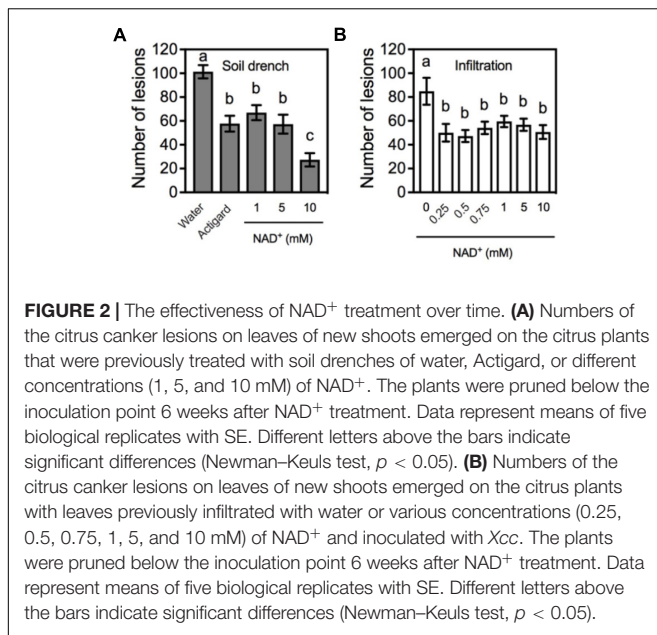 A
B
120
100
80
60
40
20
0
Number of lesions
Soil drench
a
b
b
b
c
Water
Actigard
1
5
10
NAD+ (mM)
120
100
80
60
40
20
0
Number of lesions
Infiltration
a
b
b
b
b
b
b
0
0.25
0.5
0.75
1
5
10
NAD+ (mM)
FIGURE 2 | The effectiveness of NAD+ treatment over time. (A) Numbers of
the citrus canker lesions on leaves of new shoots emerged on the citrus plants
that were previously treated with soil drenches of water, Actigard, or different
concentrations (1, 5, and 10 mM) of NAD+. The plants were pruned below the
inoculation point 6 weeks after NAD+ treatment. Data represent means of five
biological replicates with SE. Different letters above the bars indicate
significant differences (Newman–Keuls test, p < 0.05). (B) Numbers of the
citrus canker lesions on leaves of new shoots emerged on the citrus plants
with leaves previously infiltrated with water or various concentrations (0.25,
0.5, 0.75, 1, 5, and 10 mM) of NAD+ and inoculated with Xcc. The plants
were pruned below the inoculation point 6 weeks after NAD+ treatment. Data
represent means of five biological replicates with SE. Different letters above
the bars indicate significant differences (Newman–Keuls test, p < 0.05).